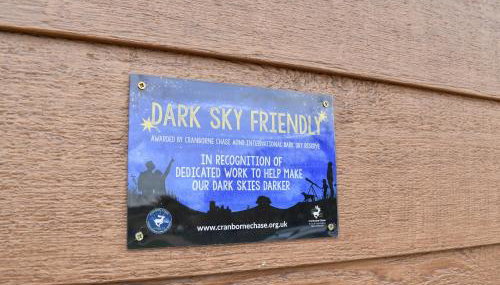 DARK SKY FRIENDLY
AWARDED BY CRANBORNE CHASE AONB INTERNATIONAL DARK SKY RESERVE
IN RECOGNITION OF
DEDICATED WORK TO HELP MAKE
OUR DARK SKIES DARKER
www.cranbornechase.org.uk